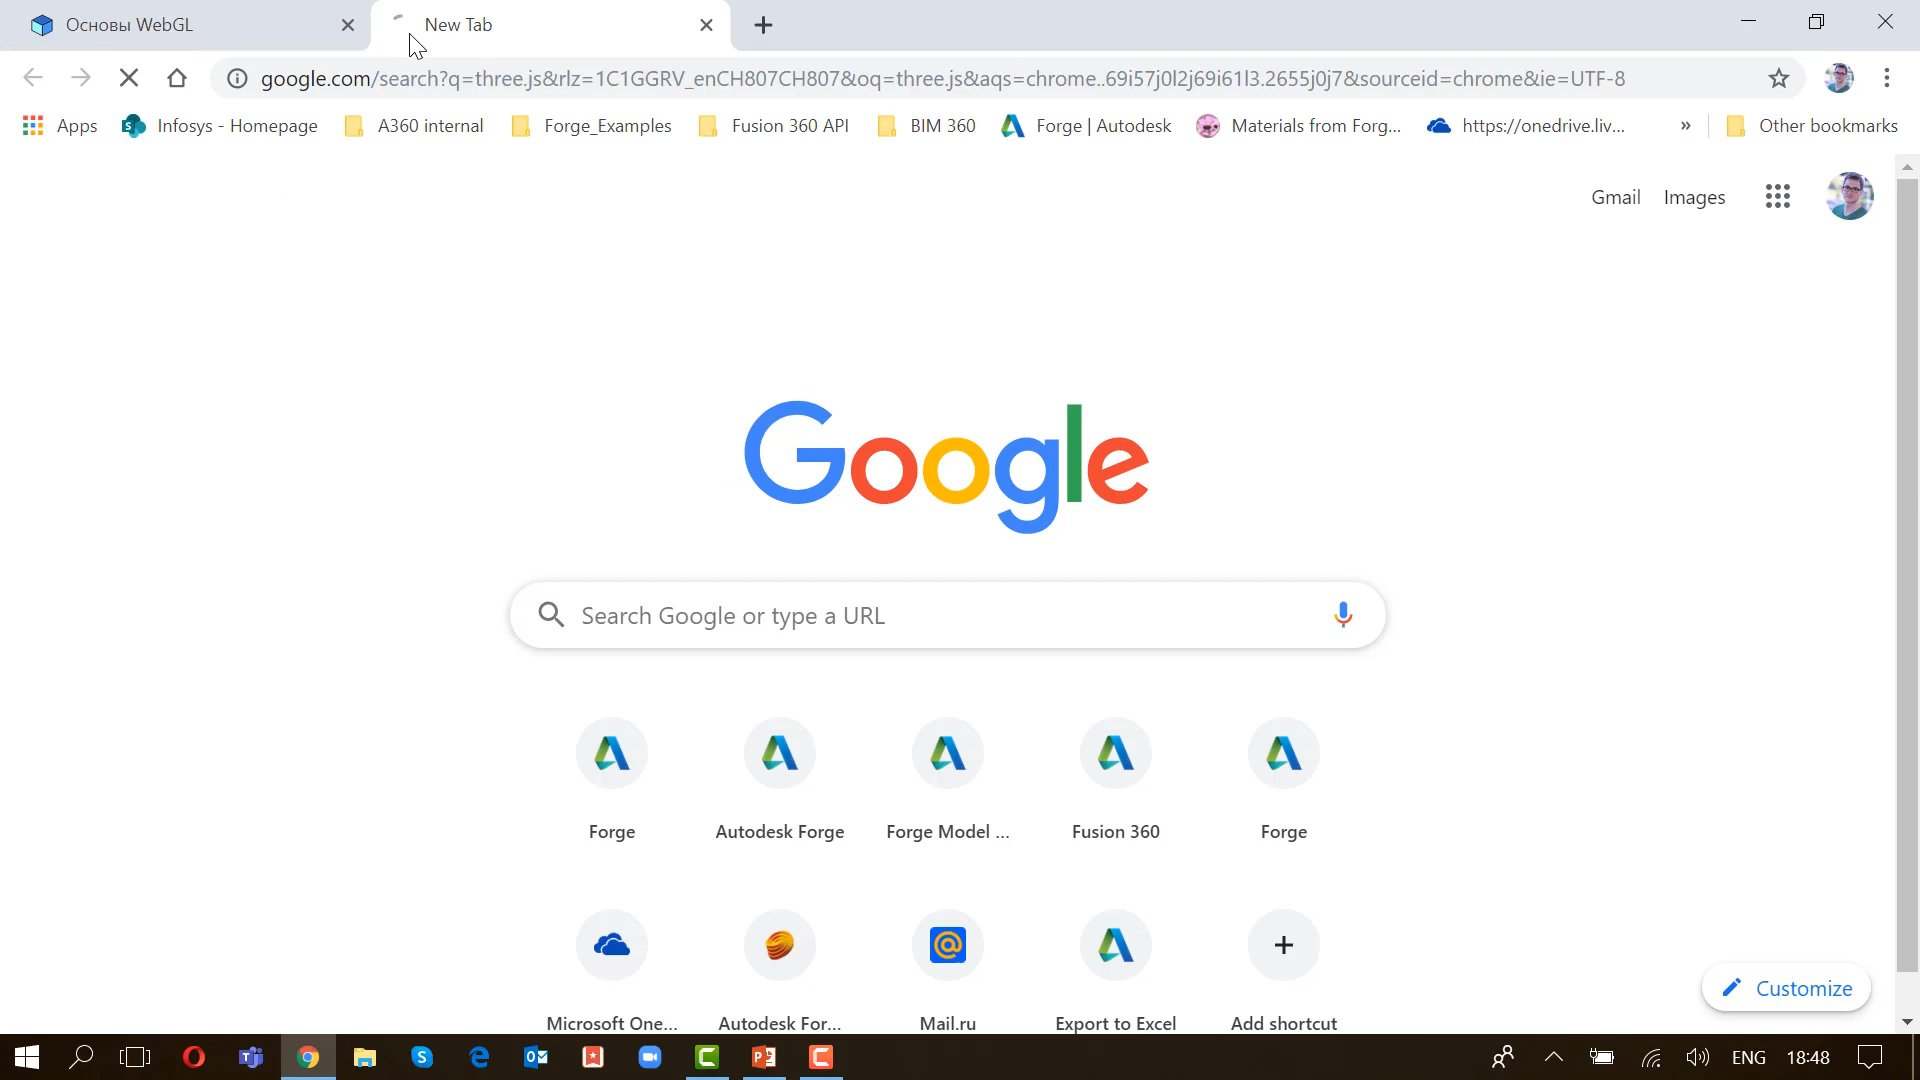 Основы WebGL
New Tab
google.com/search?q=three.js&rlz=1C1GGRV_enCH807CH807&oq=three.js&aqs=chrome..69i57j0l2j69i61l3.2655j0j7&sourceid=chrome&ie=UTF-8
Apps Infosys - Homepage A360 internal Forge_Examples Fusion 360 API BIM 360 Forge | Autodesk Materials from Forg... https://onedrive.liv... » Other bookmarks
Gmail Images
Google
Search Google or type a URL
Forge Autodesk Forge Forge Model ... Fusion 360 Forge
Microsoft One... Autodesk For... Mail.ru Export to Excel Add shortcut
Customize
ENG 18:48